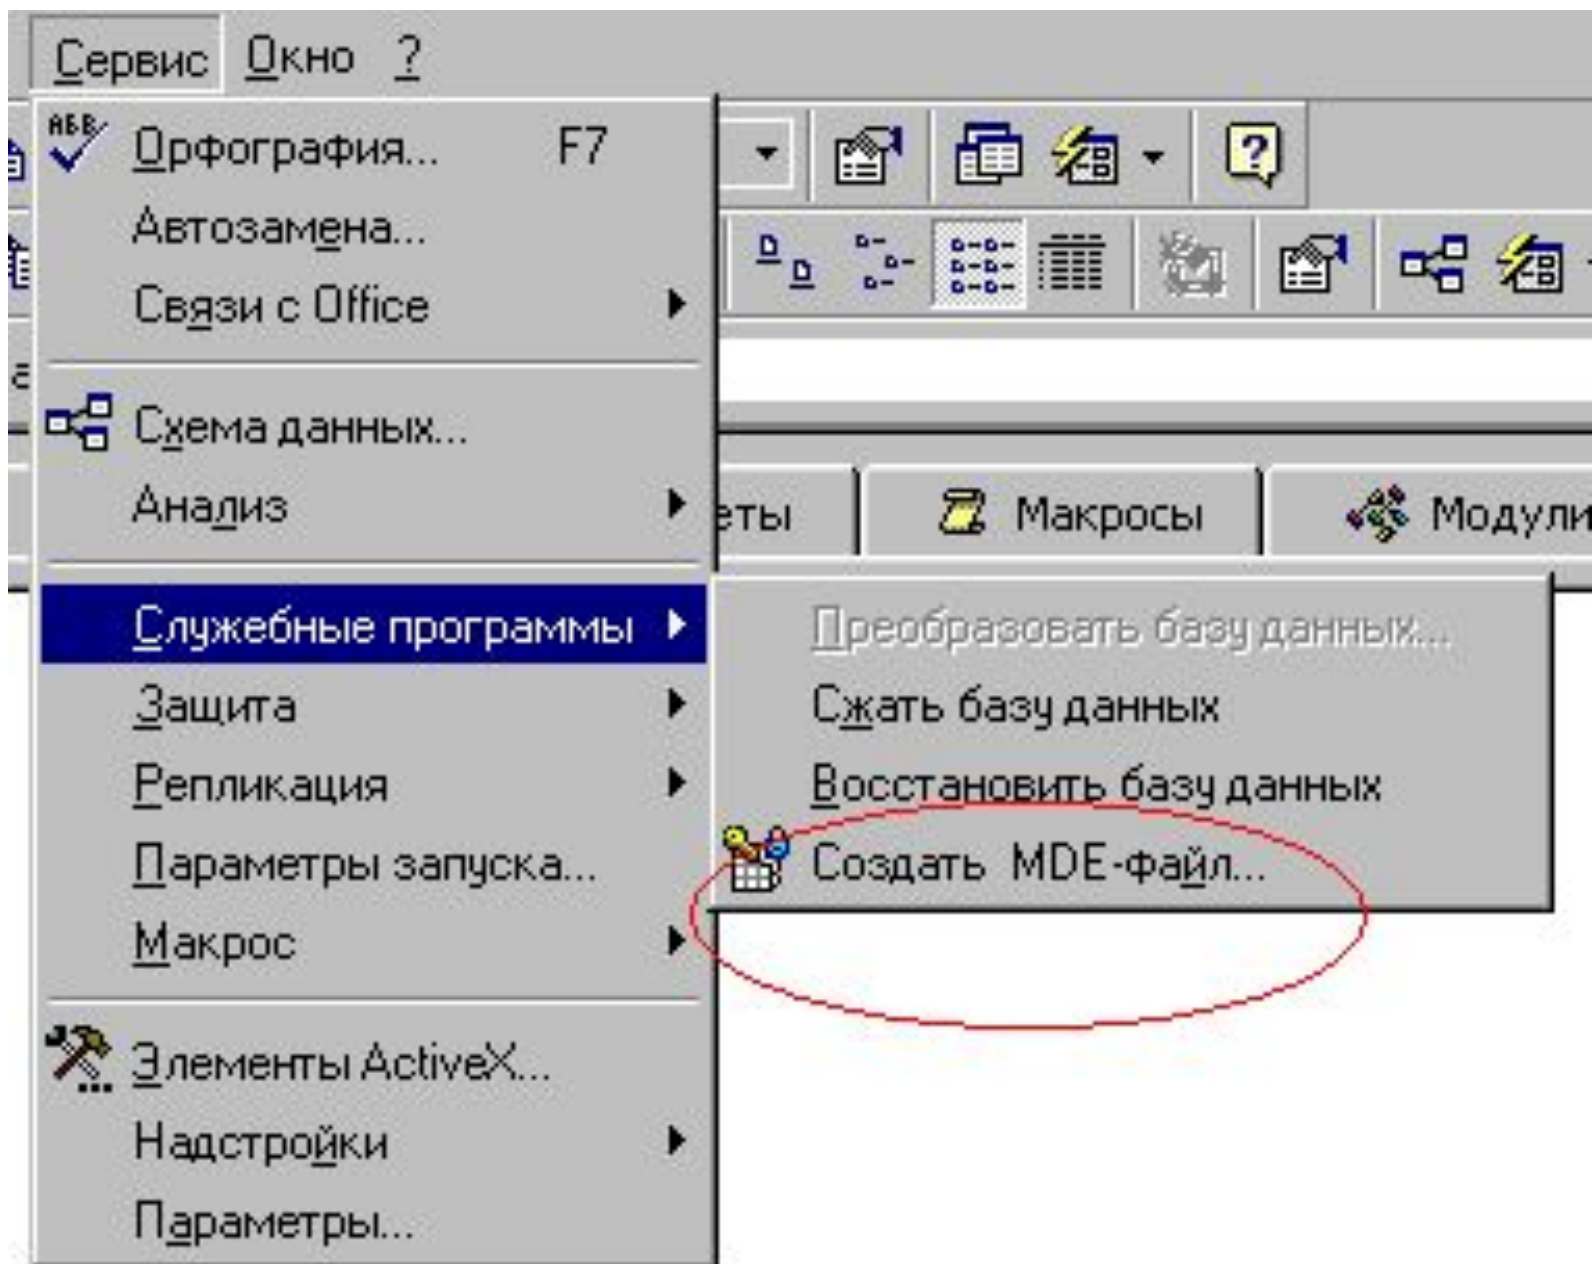 Сервис Окно ?
АБВ Орфография... F7
Автозамена...
Связи с Office
Схема данных...
Анализ
еты Макросы Модули
Служебные программы
Преобразовать базу данных...
Защита
Сжать базу данных
Репликация
Восстановить базу данных
Параметры запуска...
Создать MDE-файл...
Макрос
Элементы ActiveX...
Надстройки
Параметры...